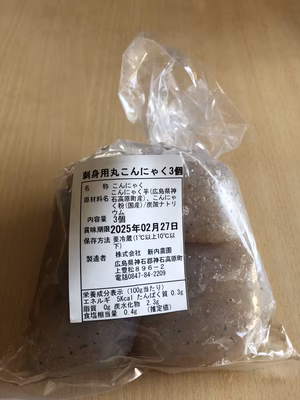 刺身用丸こんにゃく3個
名　称　こんにゃく
原材料名　こんにゃく芋(広島県神石高原町産)、こんにゃく粉(国産)/炭酸ナトリウム
内容量　3個
賞味期限 2025年02月27日
保存方法　要冷蔵(1℃以上10℃以下)
製造者　株式会社　新内農園
広島県神石郡神石高原町
上豊松896-2
電話0847-84-2209
栄養成分表示 (100g当たり)
エネルギ　5Kcal たんぱく質 0.3g
脂質　0g 炭水化物　2.3g
食塩相当量　0.4g　(推定値)